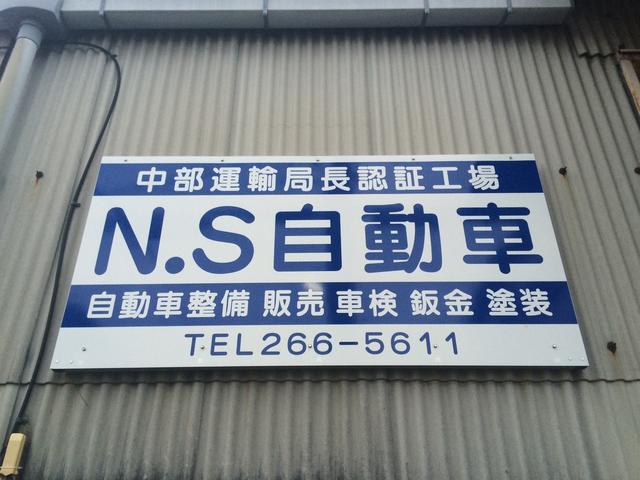 中部運輸局長認証工場
N.S自動車
自動車整備 販売 車検 鈑金 塗装
TEL266-5611